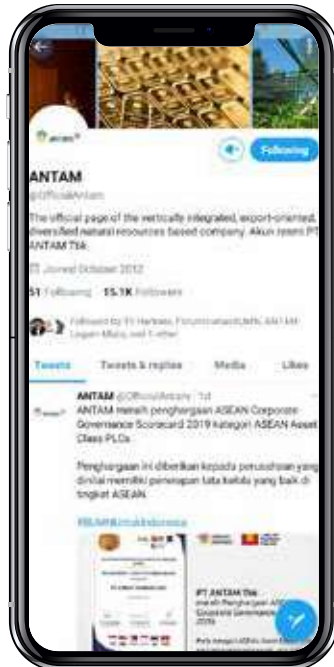 antam
Following
ANTAM
@OfficialAntam
The official page of the vertically integrated, export-oriented,
diversified natural resources based company. Akun resmi PT
ANTAM Tbk
Joined October 2012
51 Following 15.1K Followers
Followed by
Tweets Tweets & replies Media Likes
ANTAM @OfficialAntam · 1d
ANTAM meraih penghargaan ASEAN Corporate
Governance Scorecard 2019 kategori ASEAN Asset
Class PLCs.
Penghargaan ini diberikan kepada perusahaan yang
dinilai memiliki penerapan tata kelola yang baik di
tingkat ASEAN.
PT ANTAM Tbk